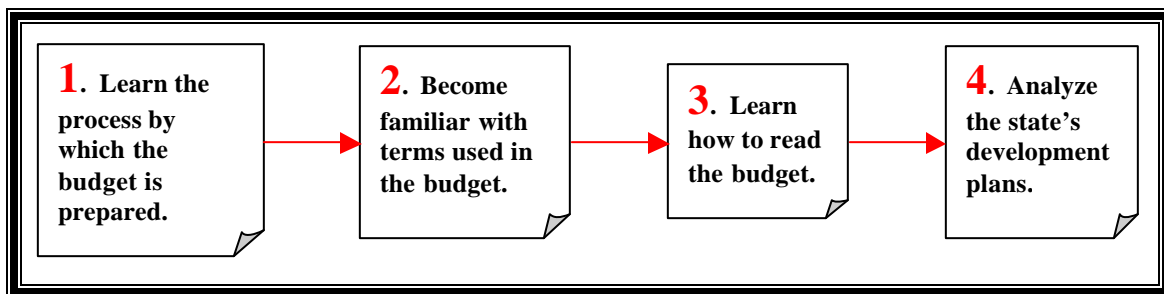 1. Learn the
process by
which the
budget is
prepared.
2. Become
familiar with
terms used in
the budget.
3. Learn
how to read
the budget.
4. Analyze
the state’s
development
plans.